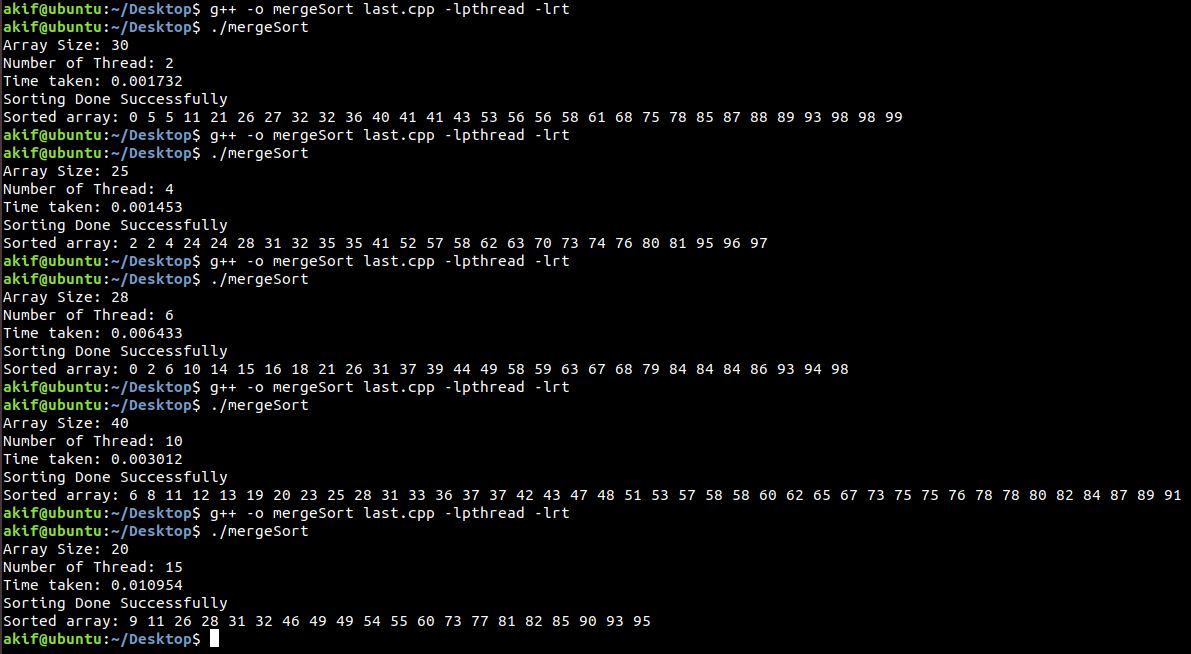 akif@ubuntu:~/Desktop$ g++ -o mergeSort last.cpp -lpthread -lrt
akif@ubuntu:~/Desktop$ ./mergeSort
Array Size: 30
Number of Thread: 2
Time taken: 0.001732
Sorting Done Successfully
Sorted array: 0 5 5 11 21 26 27 32 32 36 40 41 41 43 53 56 56 58 61 68 75 78 85 87 88 89 93 98 98 99
akif@ubuntu:~/Desktop$ g++ -o mergeSort last.cpp -lpthread -lrt
akif@ubuntu:~/Desktop$ ./mergeSort
Array Size: 25
Number of Thread: 4
Time taken: 0.001453
Sorting Done Successfully
Sorted array: 2 2 4 24 24 28 31 32 35 35 41 52 57 58 62 63 70 73 74 76 80 81 95 96 97
akif@ubuntu:~/Desktop$ g++ -o mergeSort last.cpp -lpthread -lrt
akif@ubuntu:~/Desktop$ ./mergeSort
Array Size: 28
Number of Thread: 6
Time taken: 0.006433
Sorting Done Successfully
Sorted array: 0 2 6 10 14 15 16 18 21 26 31 37 39 44 49 58 59 63 67 68 79 84 84 84 86 93 94 98
akif@ubuntu:~/Desktop$ g++ -o mergeSort last.cpp -lpthread -lrt
akif@ubuntu:~/Desktop$ ./mergeSort
Array Size: 40
Number of Thread: 10
Time taken: 0.003012
Sorting Done Successfully
Sorted array: 6 8 11 12 13 19 20 23 25 28 31 33 36 37 37 42 43 47 48 51 53 57 58 58 60 62 65 67 73 75 75 76 78 78 80 82 84 87 89 91
akif@ubuntu:~/Desktop$ g++ -o mergeSort last.cpp -lpthread -lrt
akif@ubuntu:~/Desktop$ ./mergeSort
Array Size: 20
Number of Thread: 15
Time taken: 0.010954
Sorting Done Successfully
Sorted array: 9 11 26 28 31 32 46 49 49 54 55 60 73 77 81 82 85 90 93 95
akif@ubuntu:~/Desktop$